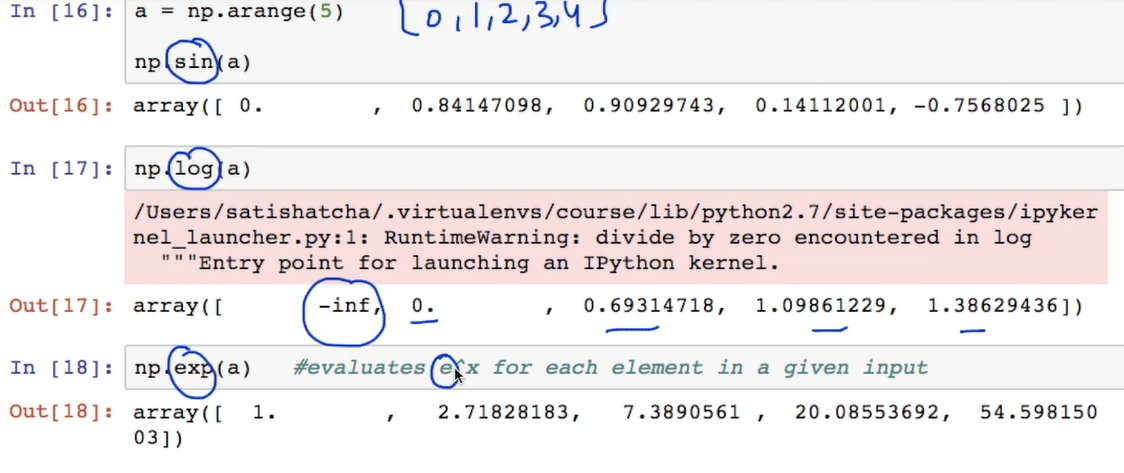 In [16]: a = np.arange(5) [0,1,2,3,4]
np.sin(a)
Out[16]: array([ 0.        ,  0.84147098,  0.90929743,  0.14112001, -0.7568025 ])
In [17]: np.log(a)
/Users/satishatcha/.virtualenvs/course/lib/python2.7/site-packages/ipyker
nel_launcher.py:1: RuntimeWarning: divide by zero encountered in log
"""Entry point for launching an IPython kernel.
Out[17]: array([       -inf,  0.        ,  0.69314718,  1.09861229,  1.38629436])
In [18]: np.exp(a) #evaluates e^x for each element in a given input
Out[18]: array([  1.        ,   2.71828183,   7.3890561 ,  20.08553692,  54.598150
03])